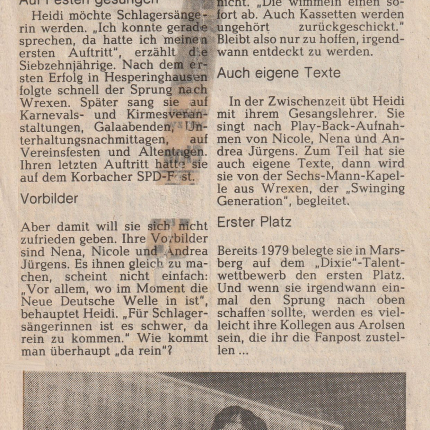 Auf Festen gesungen
Heidi möchte Schlagersänge-
rin werden. „Ich konnte gerade
sprechen, da hatte ich meinen
ersten Auftritt", erzählt die
Siebzehnjährige. Nach dem er-
sten Erfolg in Hesperinghausen
folgte schnell der Sprung nach
Wrexen. Später sang sie auf
Karnevals- und Kirmesveran-
staltungen, Galaabenden, Un-
terhaltungsnachmittagen, auf
Vereinsfesten und Altentagen.
Ihren letzten Auftritt hatte sie
auf dem Korbacher SPD-Fest.
Vorbilder
Aber damit will sie sich nicht
zufrieden geben. Ihre Vorbilder
sind Nena, Nicole und Andrea
Jürgens. Es ihnen gleich zu ma-
chen, scheint nicht einfach:
„Vor allem, wo im Moment die
Neue Deutsche Welle in ist",
behauptet Heidi. „Für Schlager-
sängerinnen ist es schwer, da
rein zu kommen." Wie kommt
man überhaupt „da rein"?
nicht. „Die wimmeln einen so-
fort ab. Auch Kassetten werden
ungehört zurückgeschickt."
Bleibt also nur zu hoffen, irgend-
wann entdeckt zu werden.
Auch eigene Texte
In der Zwischenzeit übt Heidi
mit ihrem Gesangslehrer. Sie
singt nach Play-Back-Aufnah-
men von Nicole, Nena und An-
drea Jürgens. Zum Teil hat sie
auch eigene Texte, dann wird
sie von der Sechs-Mann-Kapel-
le aus Wrexen, der „Swinging
Generation", begleitet.
Erster Platz
Bereits 1979 belegte sie in Mars-
berg auf dem „Dixie"-Talent-
wettbewerb den ersten Platz.
Und wenn sie irgendwann ein-
mal den Sprung nach oben
schaffen sollte, werden es viel-
leicht ihre Kollegen aus Arolsen
sein, die ihr die Fanpost zustel-
len ...